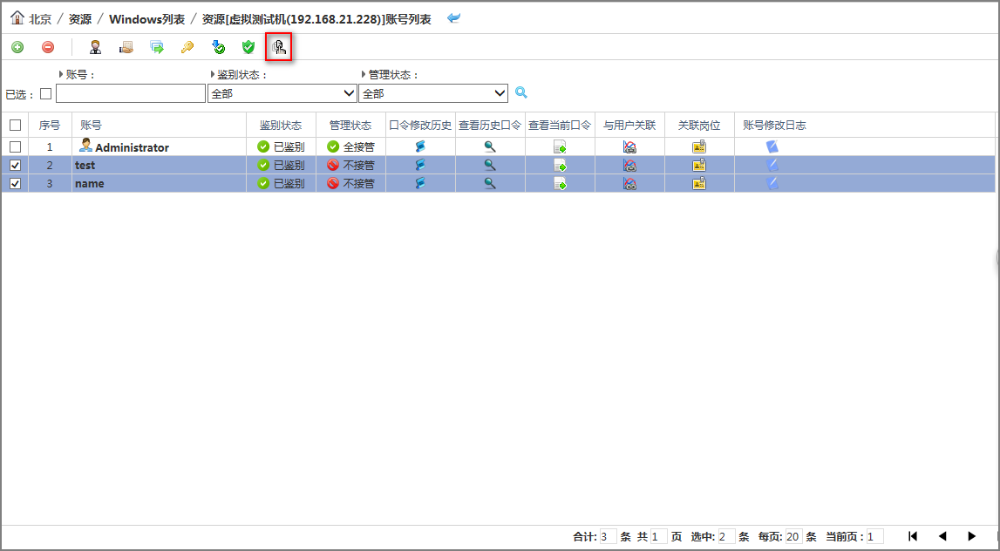 北京 / 资源 / Windows列表 / 资源[虚拟测试机(192.168.21.228)]账号列表
账号： 鉴别状态： 管理状态：
已选： 全部 全部
序号 账号 鉴别状态 管理状态 口令修改历史 查看历史口令 查看当前口令 与用户关联 关联岗位 账号修改日志
1 Administrator 已鉴别 全接管
2 test 已鉴别 不接管
3 name 已鉴别 不接管
合计: 3 条 共 1 页 选中: 2 条 每页: 20 条 当前页：1